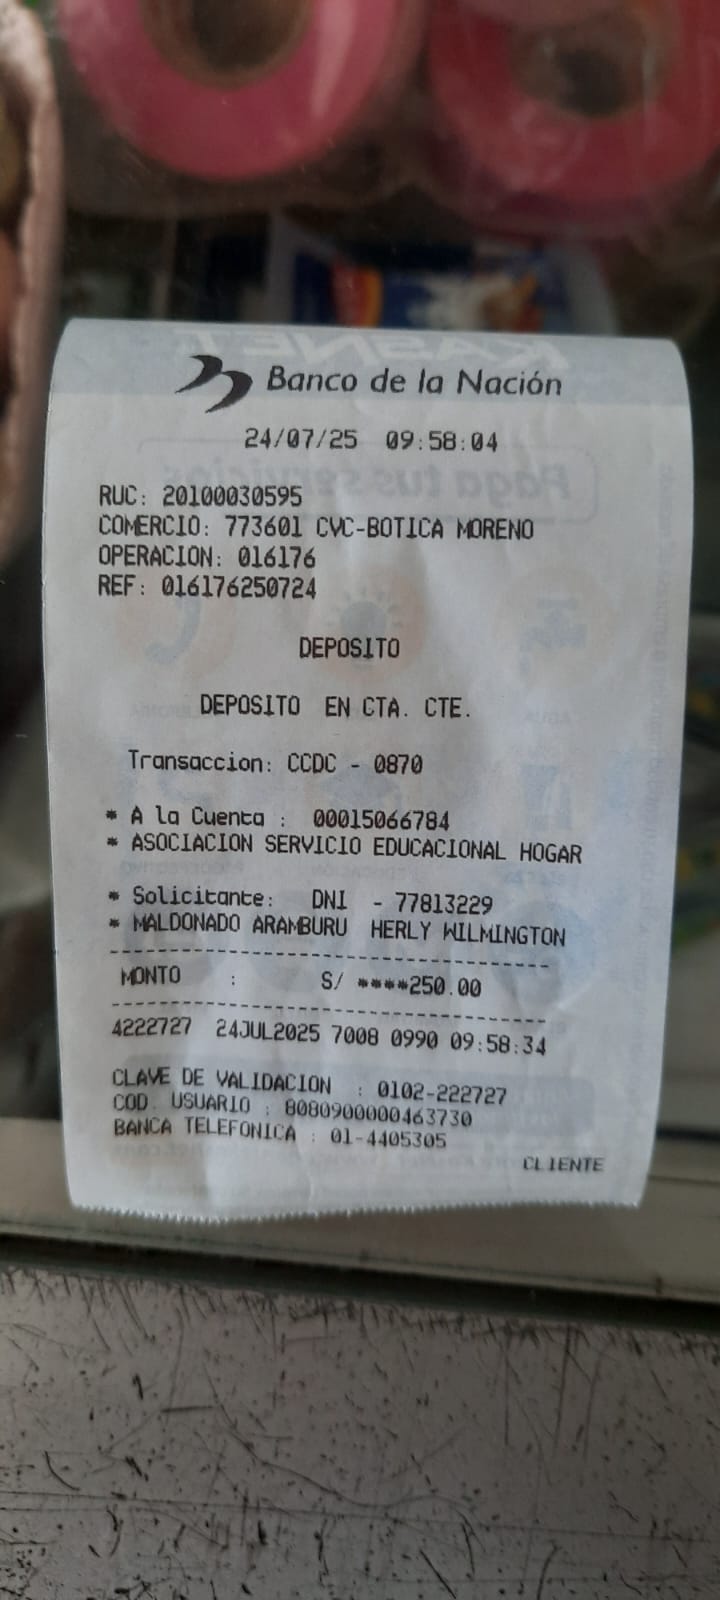 Banco de la Nación
24/07/25 09:58:04
RUC: 20100030595
COMERCIO: 773601 CVC-BOTICA MORENO
OPERACION: 016176
REF: 016176250724
DEPOSITO
DEPOSITO EN CTA. CTE.
Transaccion: CCDC - 0870
* A la Cuenta : 00015066784
* ASOCIACION SERVICIO EDUCACIONAL HOGAR
* Solicitante: DNI - 77813229
* MALDONADO ARAMBURU HERLY WILMINGTON
MONTO : S/ ****250.00
4222727 24JUL2025 7008 0990 09:58:34
CLAVE DE VALIDACION : 0102-222727
COD. USUARIO : 8080900000463730
BANCA TELEFONICA : 01-4405305
CLIENTE